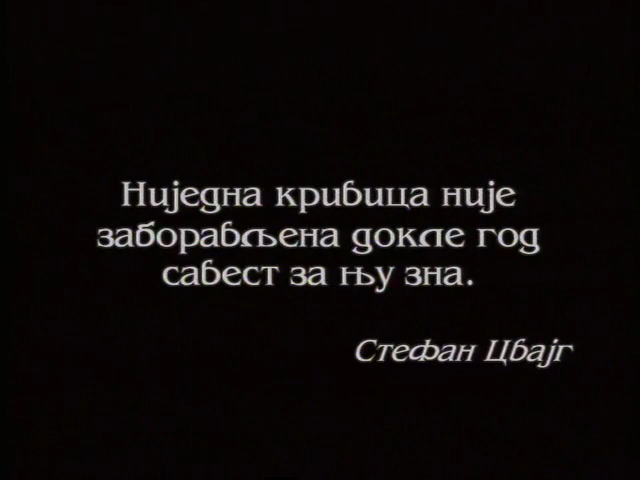 Ниједна кривица није
заборављена докле год
савест за њу зна.
Стефан Цвајг